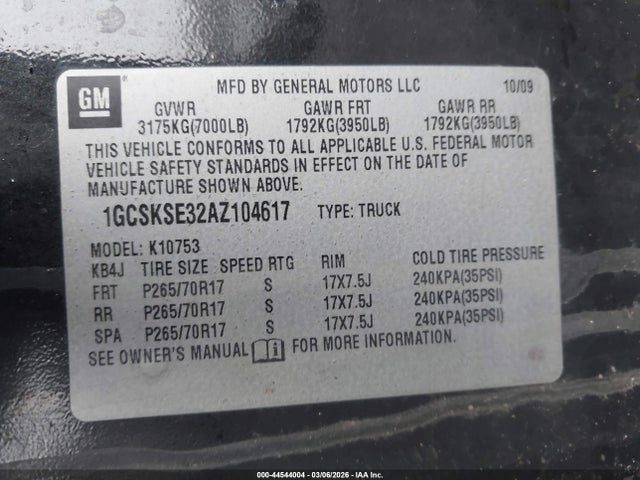 GM
MFD BY GENERAL MOTORS LLC 10/09
GVWR GAWR FRT GAWR RR
3175KG(7000LB) 1792KG(3950LB) 1792KG(3950LB)
THIS VEHICLE CONFORMS TO ALL APPLICABLE U.S. FEDERAL MOTOR
VEHICLE SAFETY STANDARDS IN EFFECT ON THE DATE OF
MANUFACTURE SHOWN ABOVE.
1GCSKSE32AZ104617 TYPE: TRUCK
MODEL: K10753
KB4J TIRE SIZE SPEED RTG RIM COLD TIRE PRESSURE
FRT P265/70R17 S 17X7.5J 240KPA(35PSI)
RR P265/70R17 S 17X7.5J 240KPA(35PSI)
SPA P265/70R17 S 17X7.5J 240KPA(35PSI)
SEE OWNER'S MANUAL FOR MORE INFORMATION.
000-44544004 | 03/06/2026 | IAA Inc.